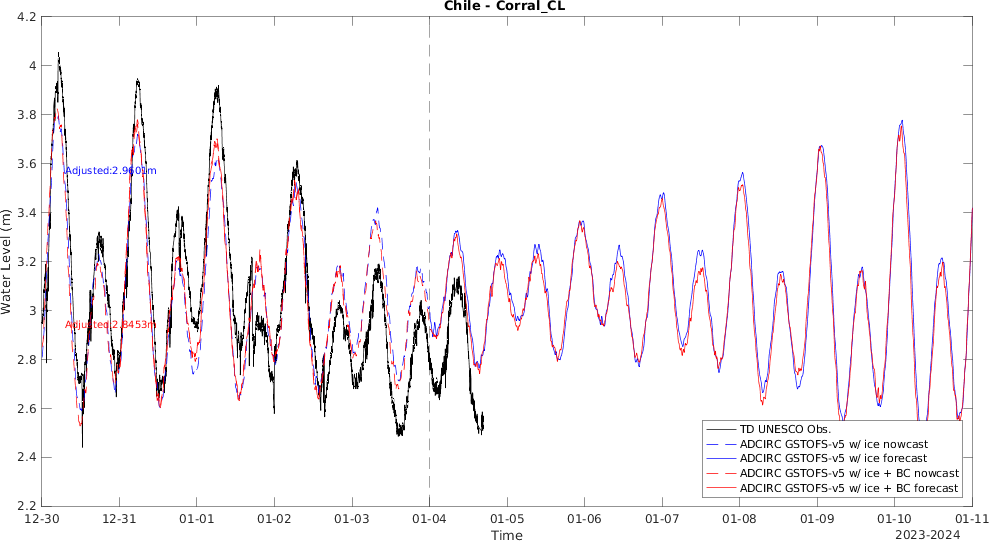 Chile - Corral_CL
4.2
4
3.8
3.6
3.4
3.2
3
2.8
2.6
2.4
2.2
Water Level (m)
Adjusted:2.9601m
Adjusted:2.8453m
TD UNESCO Obs.
ADCIRC GSTOFS-v5 w/ ice nowcast
ADCIRC GSTOFS-v5 w/ ice forecast
ADCIRC GSTOFS-v5 w/ ice + BC nowcast
ADCIRC GSTOFS-v5 w/ ice + BC forecast
12-30 12-31 01-01 01-02 01-03 01-04 01-05 01-06 01-07 01-08 01-09 01-10 01-11
Time
2023-2024